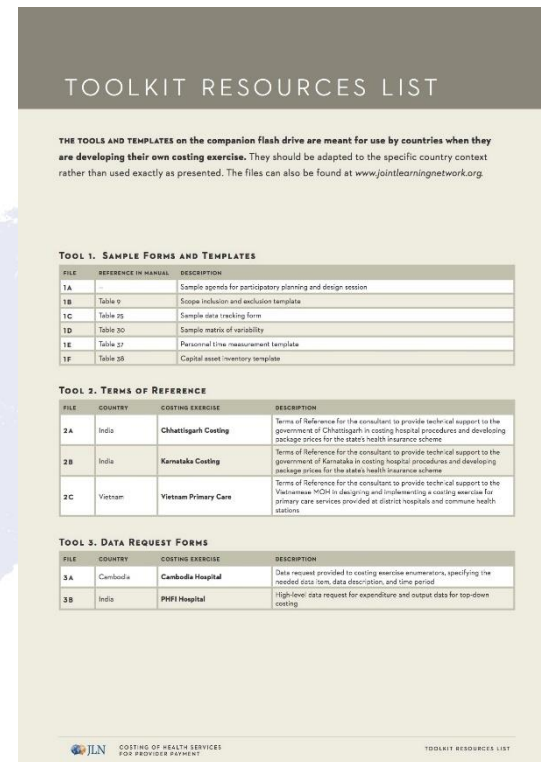 TOOLKIT RESOURCES LIST
THE TOOLS AND TEMPLATES on the companion flash drive are meant for use by countries when they
are developing their own costing exercise. They should be adapted to the specific country context
rather than used exactly as presented. The files can also be found at www.jointlearningnetwork.org.
TOOL 1. SAMPLE FORMS AND TEMPLATES
FILE REFERENCE IN MANUAL DESCRIPTION
1A – Sample agenda for participatory planning and design session
1B Table 9 Scope inclusion and exclusion template
1C Table 25 Sample data tracking form
1D Table 30 Sample matrix of variability
1E Table 37 Personnel time measurement template
1F Table 38 Capital asset inventory template
TOOL 2. TERMS OF REFERENCE
FILE COUNTRY COSTING EXERCISE DESCRIPTION
2A India Chhattisgarh Costing Terms of Reference for the consultant to provide technical support to the
government of Chhattisgarh in costing hospital procedures and developing
package prices for the state's health insurance scheme
2B India Karnataka Costing Terms of Reference for the consultant to provide technical support to the
government of Karnataka in costing hospital procedures and developing
package prices for the state's health insurance scheme
2C Vietnam Vietnam Primary Care Terms of Reference for the consultant to provide technical support to the
Vietnamese MOH in designing and implementing a costing exercise for
primary care services provided at district hospitals and commune health
stations
TOOL 3. DATA REQUEST FORMS
FILE COUNTRY COSTING EXERCISE DESCRIPTION
3A Cambodia Cambodia Hospital Data request provided to costing exercise enumerators, specifying the
needed data item, data description, and time period
3B India PHFI Hospital High-level data request for expenditure and output data for top-down
costing
JLN COSTING OF HEALTH SERVICES
FOR PROVIDER PAYMENT
TOOLKIT RESOURCES LIST